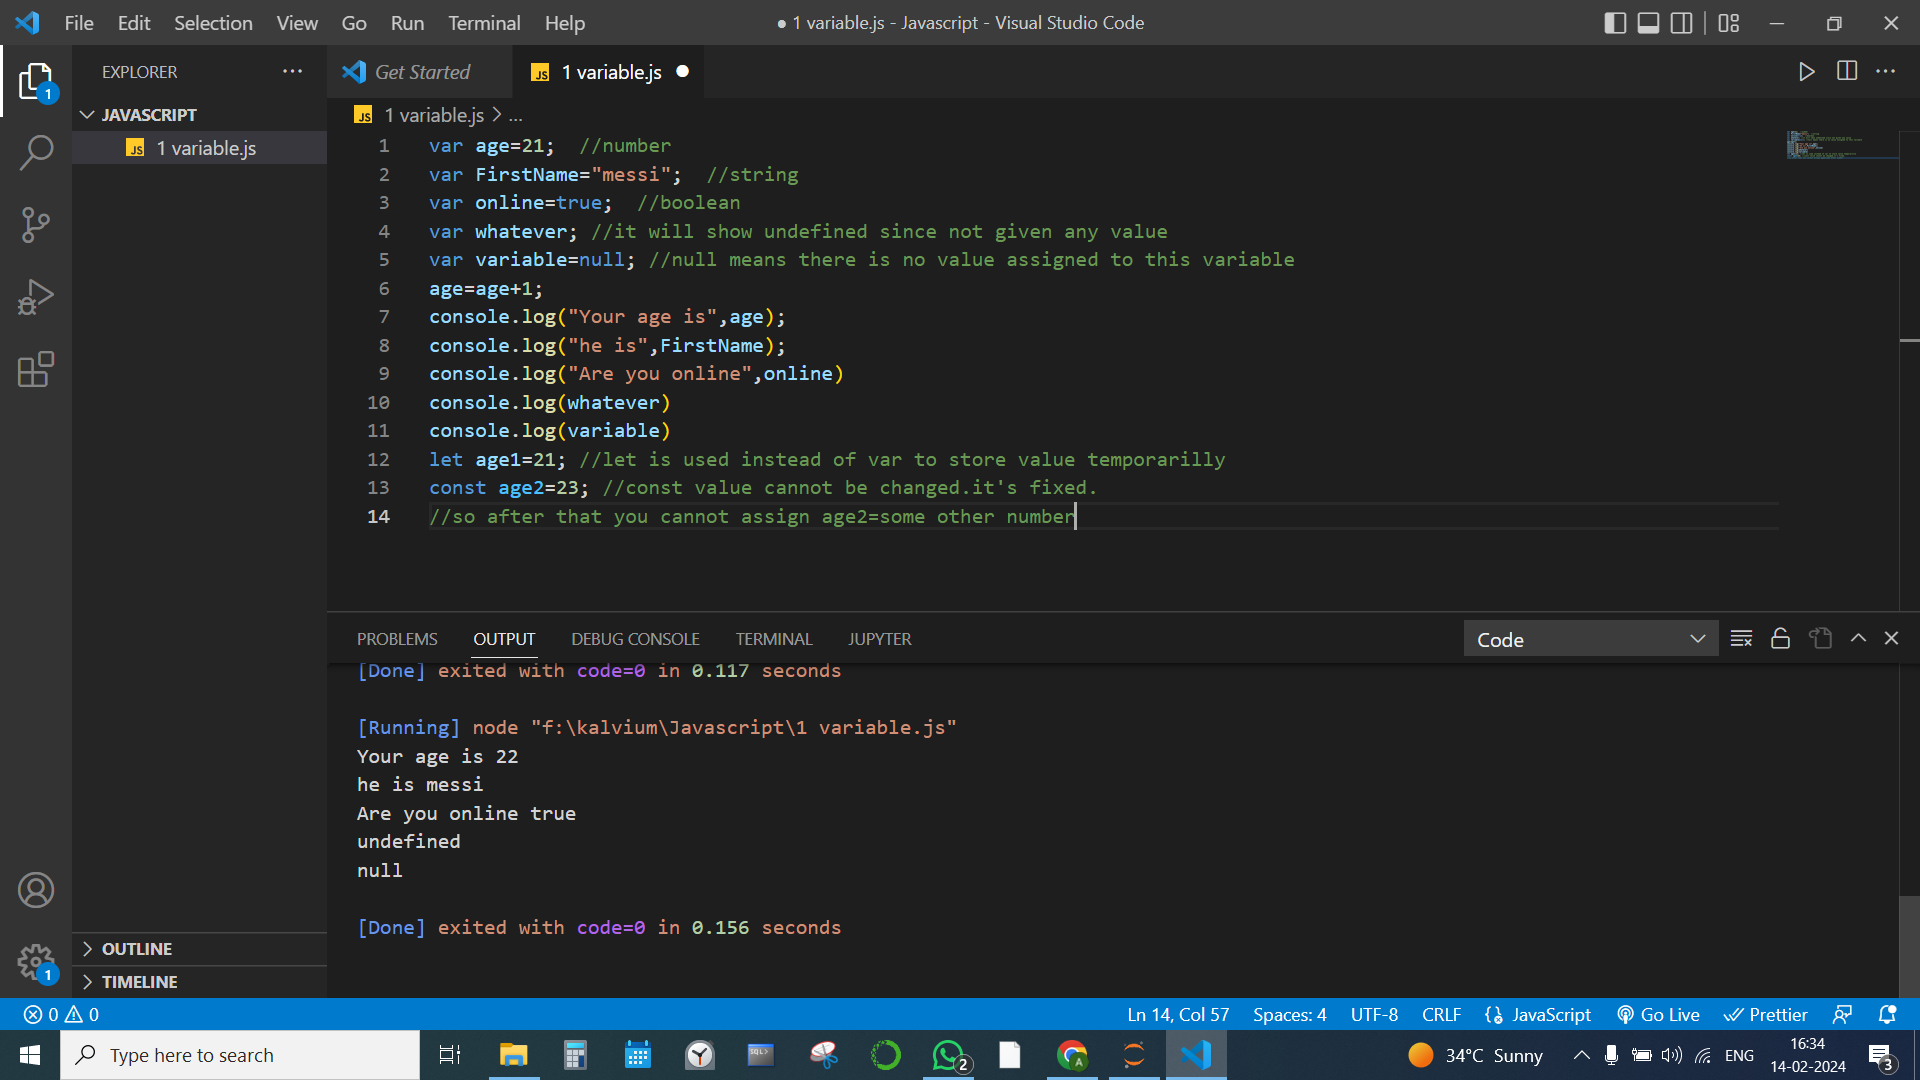 File Edit Selection View Go Run Terminal Help
● 1 variable.js - Javascript - Visual Studio Code
1
EXPLORER ...
JAVASCRIPT
JS 1 variable.js
OUTLINE
TIMELINE
1
Get Started
JS 1 variable.js
JS 1 variable.js > ...
1 var age=21;  //number
2 var FirstName="messi";  //string
3 var online=true;  //boolean
4 var whatever; //it will show undefined since not given any value
5 var variable=null; //null means there is no value assigned to this variable
6 age=age+1;
7 console.log("Your age is",age);
8 console.log("he is",FirstName);
9 console.log("Are you online",online)
10 console.log(whatever)
11 console.log(variable)
12 let age1=21; //let is used instead of var to store value temporarilly
13 const age2=23; //const value cannot be changed.it's fixed.
14 //so after that you cannot assign age2=some other number
PROBLEMS OUTPUT DEBUG CONSOLE TERMINAL JUPYTER
Code
[Done] exited with code=0 in 0.117 seconds
[Running] node "f:\kalvium\Javascript\1 variable.js"
Your age is 22
he is messi
Are you online true
undefined
null
[Done] exited with code=0 in 0.156 seconds
0 0
Ln 14, Col 57 Spaces: 4 UTF-8 CRLF JavaScript Go Live Prettier
Type here to search
SQL>
2
A
34°C Sunny
ENG
16:34
14-02-2024
3